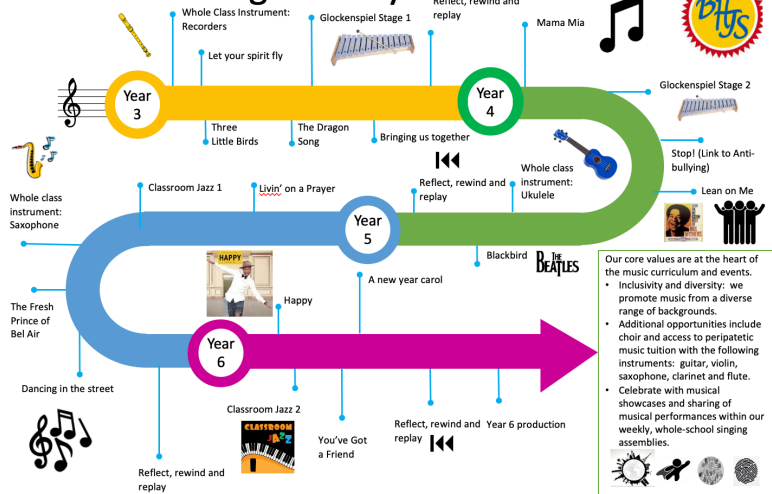 Reflect, rewind and
replay
Whole Class Instrument:
Recorders
Glockenspiel Stage 1
Mama Mia
BHJS
Let your spirit fly
Year
3
Year
4
Glockenspiel Stage 2
Three
Little Birds
The Dragon
Song
Bringing us together
Stop! (Link to Anti-
bullying)
Whole class
instrument:
Ukulele
Reflect, rewind and
replay
Lean on Me
Classroom Jazz 1
Livin’ on a Prayer
Whole class
instrument:
Saxophone
Year
5
Blackbird
THE
BEATLES
HAPPY
A new year carol
Happy
The Fresh
Prince of
Bel Air
Year
6
Dancing in the street
Classroom Jazz 2
CLASSROOM
JAZZ
You’ve Got
a Friend
Reflect, rewind and
replay
Year 6 production
Reflect, rewind and
replay
Our core values are at the heart of
the music curriculum and events.
• Inclusivity and diversity: we
promote music from a diverse
range of backgrounds.
• Additional opportunities include
choir and access to peripatetic
music tuition with the following
instruments: guitar, violin,
saxophone, clarinet and flute.
• Celebrate with musical
showcases and sharing of
musical performances within our
weekly, whole-school singing
assemblies.